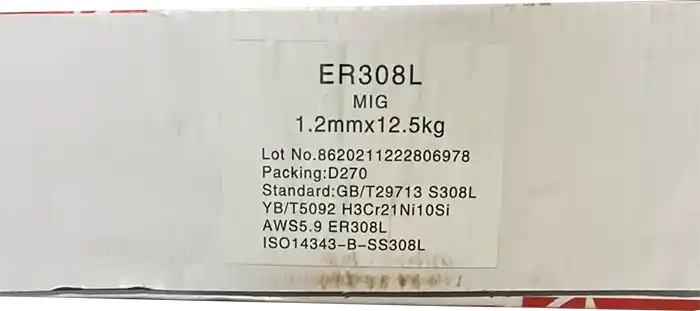 ER308L
MIG
1.2mmx12.5kg
Lot No.8620211222806978
Packing:D270
Standard:GB/T29713 S308L
YB/T5092 H3Cr21Ni10Si
AWS5.9 ER308L
ISO14343-B-SS308L